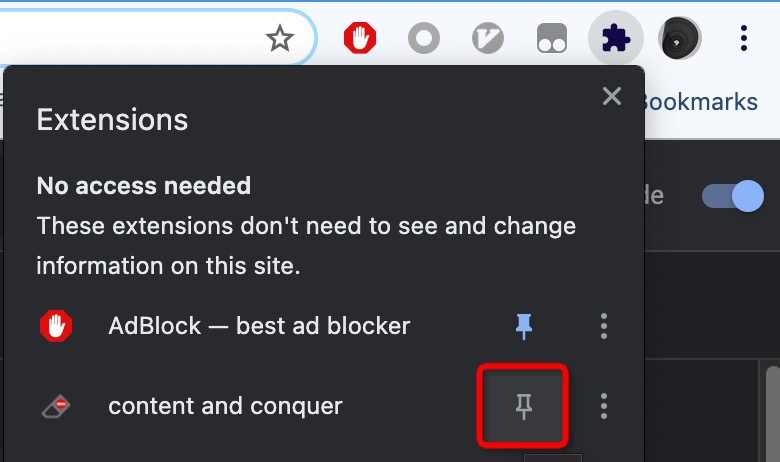 Bookmarks
Extensions
de
No access needed
These extensions don't need to see and change
information on this site.
AdBlock — best ad blocker
content and conquer